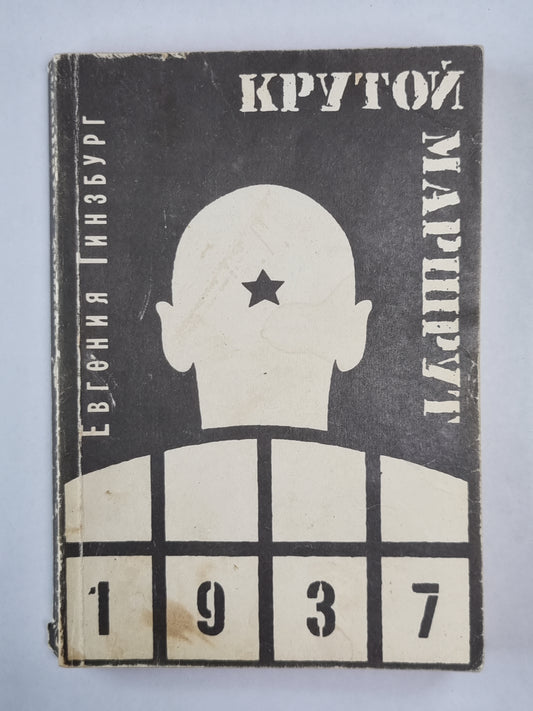 Евгения Гинзбург
КРУТОЙ
МАРШРУТ
1937